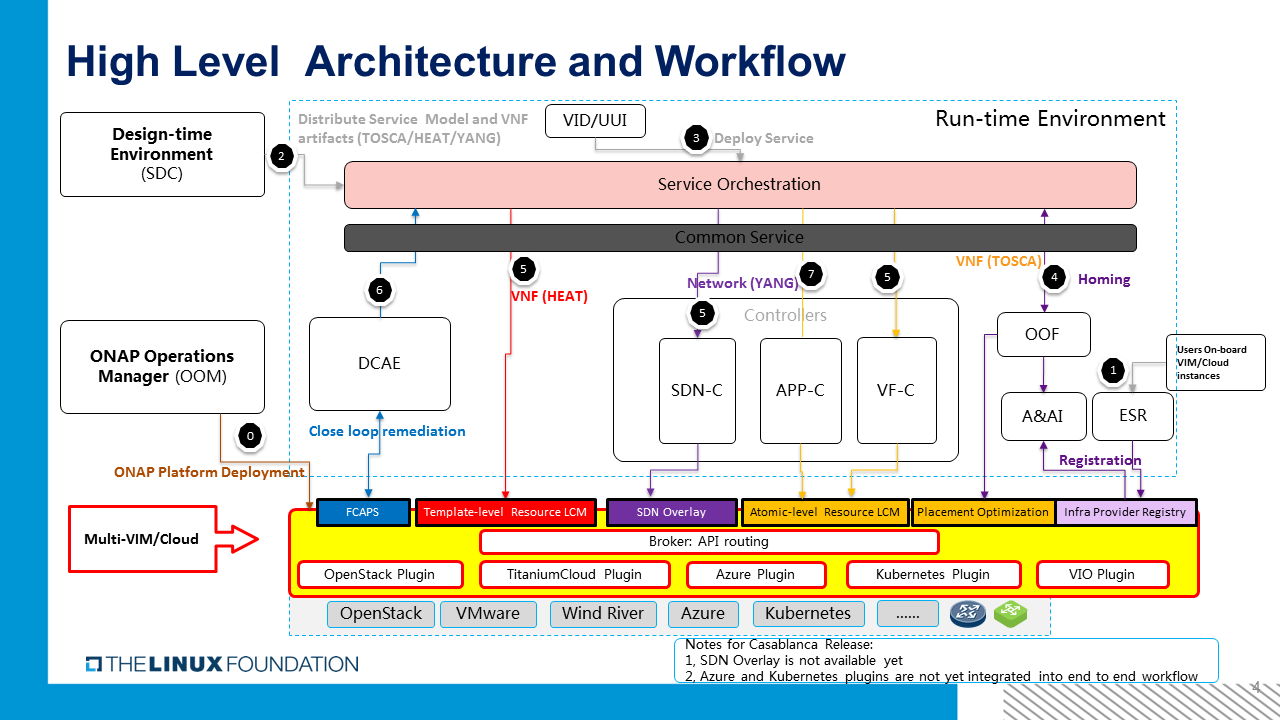 High Level Architecture and Workflow
Design-time
Environment
(SDC)
2
Distribute Service Model and VNF
artifacts (TOSCA/HEAT/YANG)
VID/UUI
3
Deploy Service
Run-time Environment
Service Orchestration
Common Service
6
5
VNF (HEAT)
Network (YANG)
7
5
VNF (TOSCA)
4
Homing
5
Controllers
ONAP Operations
Manager (OOM)
DCAE
SDN-C
APP-C
VF-C
OOF
Users On-board
VIM/Cloud
instances
1
A&AI
ESR
0
Close loop remediation
Registration
ONAP Platform Deployment
Multi-VIM/Cloud
FCAPS
Template-level Resource LCM
SDN Overlay
Atomic-level Resource LCM
Placement Optimization
Infra Provider Registry
Broker: API routing
OpenStack Plugin
TitaniumCloud Plugin
Azure Plugin
Kubernetes Plugin
VIO Plugin
OpenStack
VMware
Wind River
Azure
Kubernetes
......
THE LINUX FOUNDATION
Notes for Casablanca Release:
1, SDN Overlay is not available yet
2, Azure and Kubernetes plugins are not yet integrated into end to end workflow
4